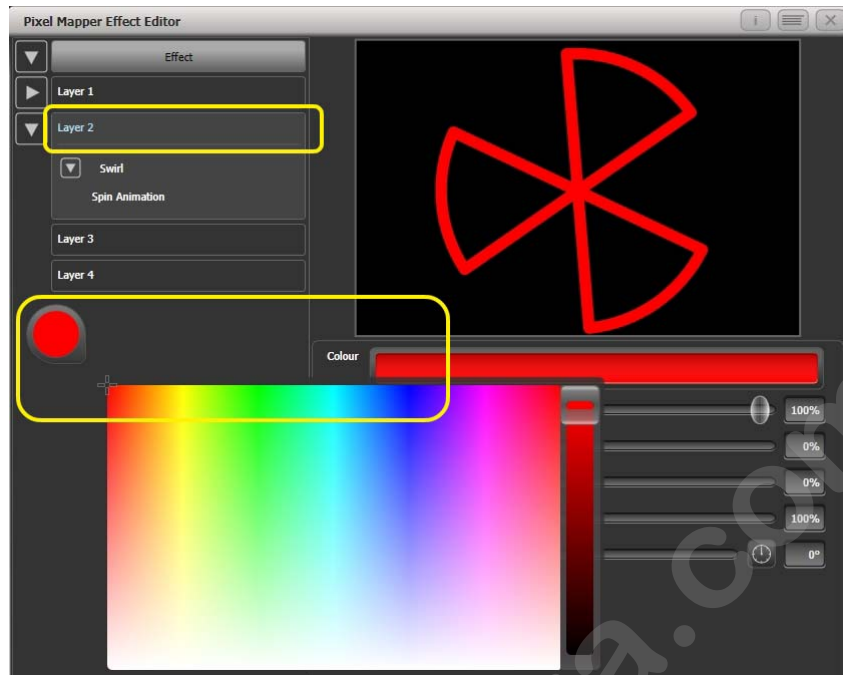 Pixel Mapper Effect Editor
Effect
Layer 1
Layer 2
Swirl
Spin Animation
Layer 3
Layer 4
Colour
100%
0%
0%
100%
0°